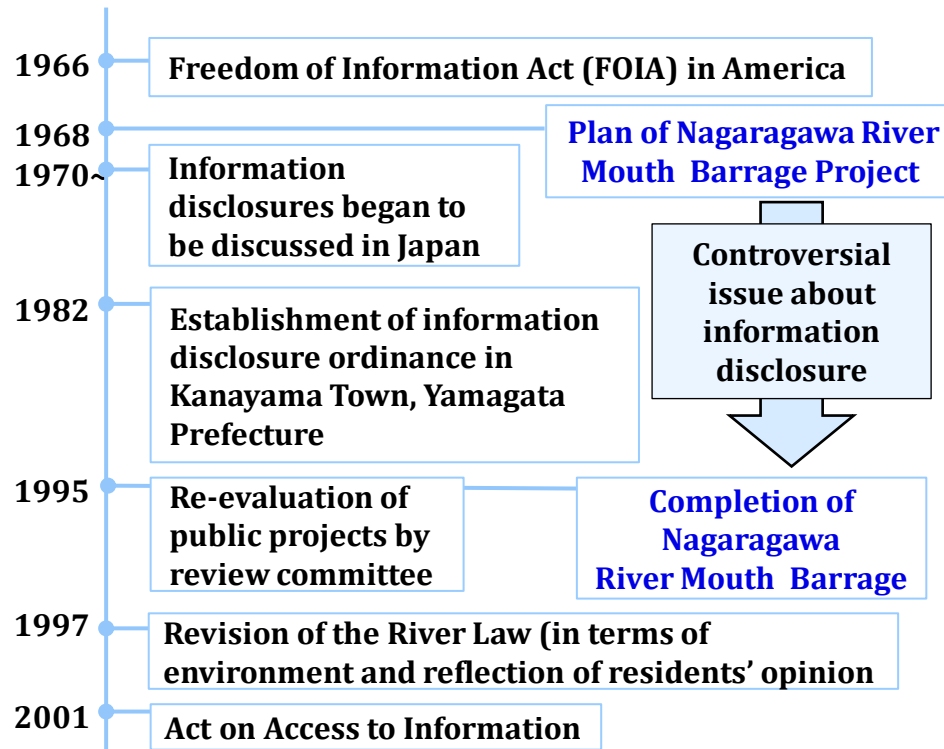 1966
Freedom of Information Act (FOIA) in America
1968
Plan of Nagaragawa River
Mouth Barrage Project
1970~
Information
disclosures began to
be discussed in Japan
Controversial
issue about
information
disclosure
1982
Establishment of information
disclosure ordinance in
Kanayama Town, Yamagata
Prefecture
1995
Re-evaluation of
public projects by
review committee
Completion of
Nagaragawa
River Mouth Barrage
1997
Revision of the River Law (in terms of
environment and reflection of residents’ opinion
2001
Act on Access to Information